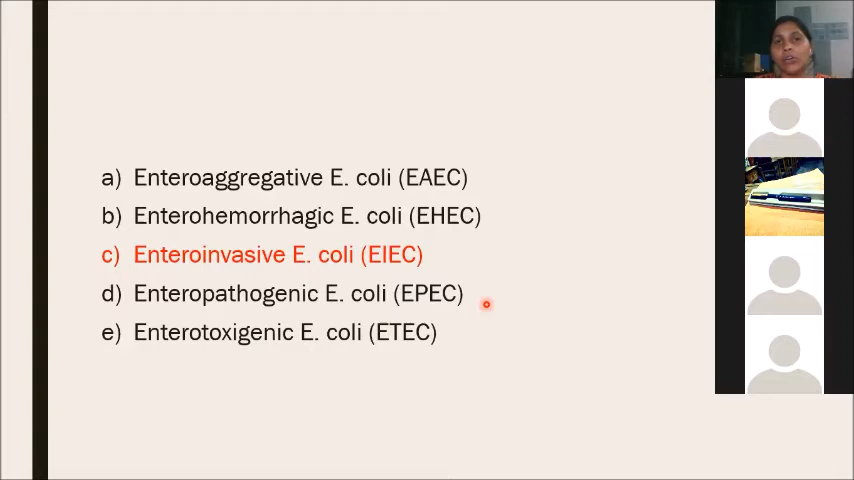 a) Enteroaggregative E. coli (EAEC)
b) Enterohemorrhagic E. coli (EHEC)
c) Enteroinvasive E. coli (EIEC)
d) Enteropathogenic E. coli (EPEC)
e) Enterotoxigenic E. coli (ETEC)